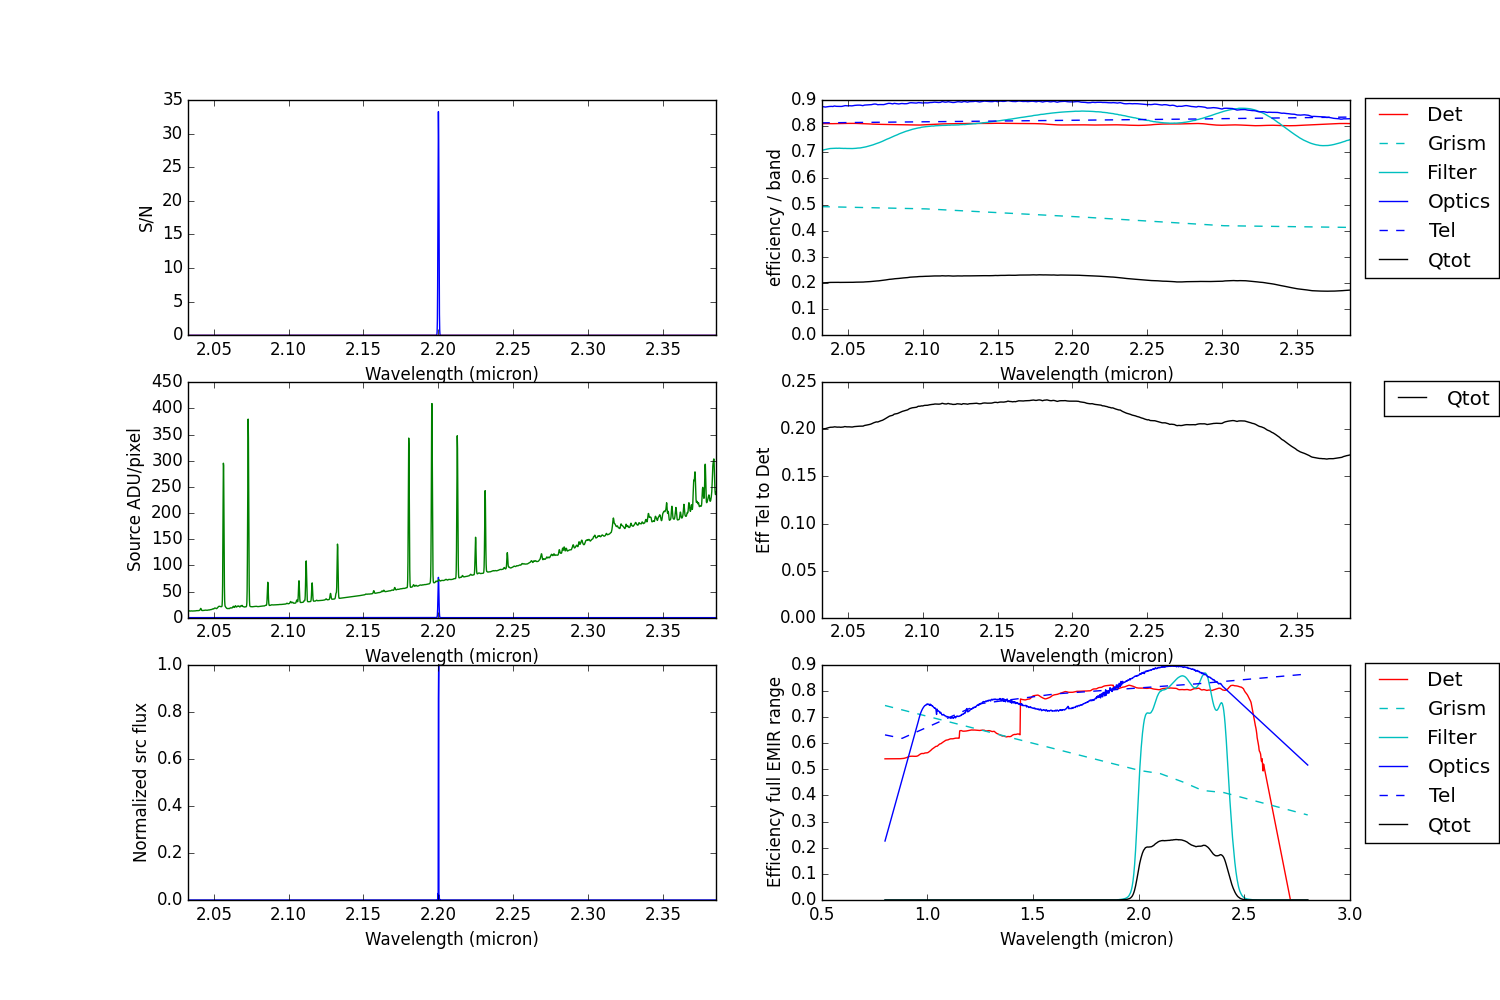 35
30
25
20
15
10
5
0
S/N
2.05 2.10 2.15 2.20 2.25 2.30 2.35
Wavelength (micron)
0.9
0.8
0.7
0.6
0.5
0.4
0.3
0.2
0.1
0.0
efficiency / band
2.05 2.10 2.15 2.20 2.25 2.30 2.35
Wavelength (micron)
Det
Grism
Filter
Optics
Tel
Qtot
450
400
350
300
250
200
150
100
50
0
Source ADU/pixel
2.05 2.10 2.15 2.20 2.25 2.30 2.35
Wavelength (micron)
0.25
0.20
0.15
0.10
0.05
0.00
Eff Tel to Det
2.05 2.10 2.15 2.20 2.25 2.30 2.35
Wavelength (micron)
Qtot
1.0
0.8
0.6
0.4
0.2
0.0
Normalized src flux
2.05 2.10 2.15 2.20 2.25 2.30 2.35
Wavelength (micron)
0.9
0.8
0.7
0.6
0.5
0.4
0.3
0.2
0.1
0.0
Efficiency full EMIR range
0.5 1.0 1.5 2.0 2.5 3.0
Wavelength (micron)
Det
Grism
Filter
Optics
Tel
Qtot